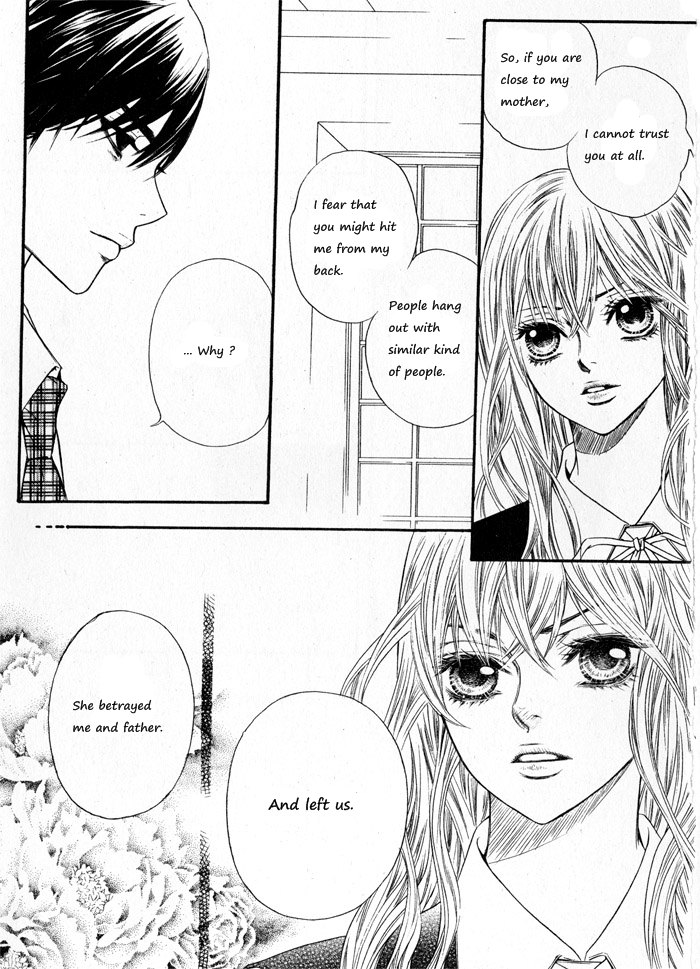 So, if you are
close to my
mother,
I cannot trust
you at all.
I fear that
you might hit
me from my
back.
People hang
out with
similar kind
of people.
... Why ?
She betrayed
me and father.
And left us.